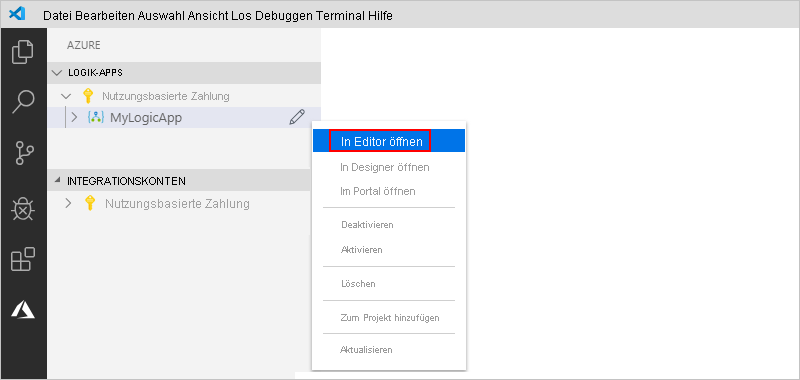 Datei Bearbeiten Auswahl Ansicht Los Debuggen Terminal Hilfe
AZURE
LOGIK-APPS
Nutzungsbasierte Zahlung
MyLogicApp
In Editor öffnen
In Designer öffnen
Im Portal öffnen
INTEGRATIONSKONTEN
Nutzungsbasierte Zahlung
Deaktivieren
Aktivieren
Löschen
Zum Projekt hinzufügen
Aktualisieren